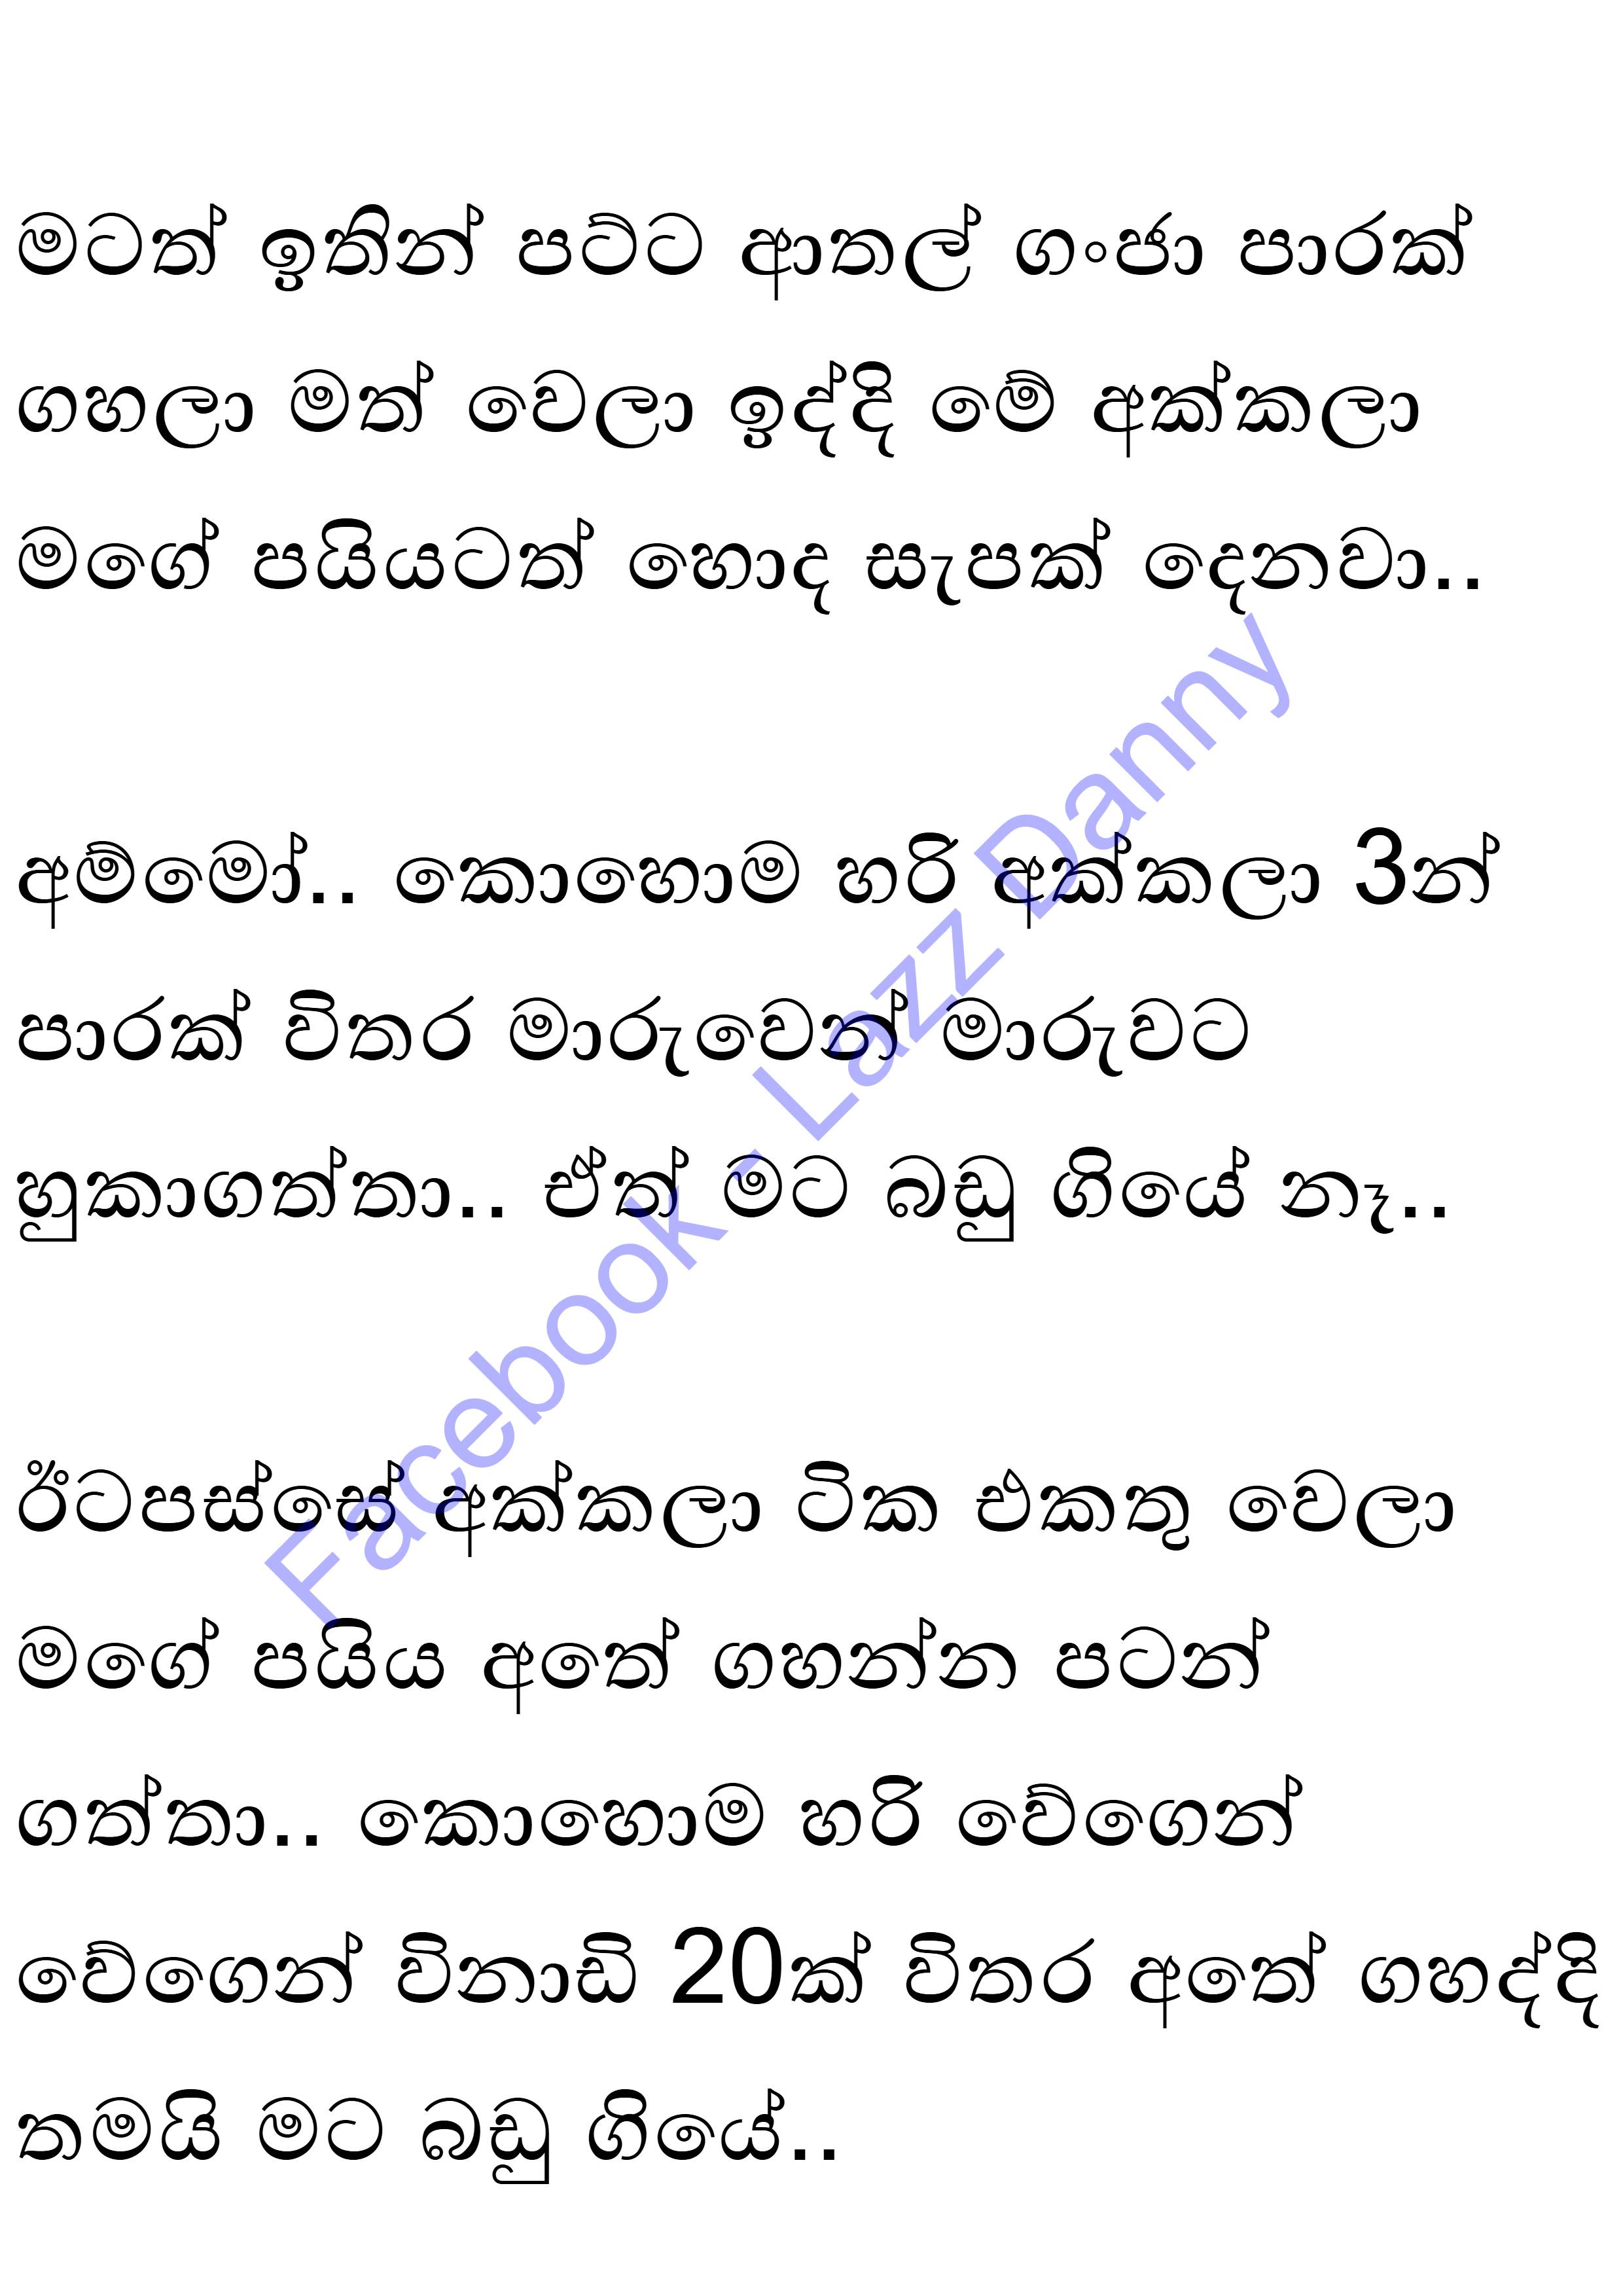 මටත් ඉතින් පට්ට ආතල් ගංජා පාරක්
ගහලා මත් වෙලා ඉද්දි මේ අක්කලා
මගේ පයියටත් හොද සැපක් දෙනවා..
අම්මෝ.. කොහොම හරි අක්කලා 3න්
පාරක් විතර මාරුවෙන් මාරුවට
හුකාගත්තා.. ඒත් මට බඩු ගියේ නෑ..
ඊටපස්සේ අක්කලා ටික එකතු වෙලා
මගේ පයිය අතේ ගහන්න පටන්
ගත්තා.. කොහොම හරි වේගෙන්
වේගෙන් විනාඩි 20ක් විතර අතේ ගහද්දි
තමයි මට බඩු ගියේ..
Facebook - Lazz Danny